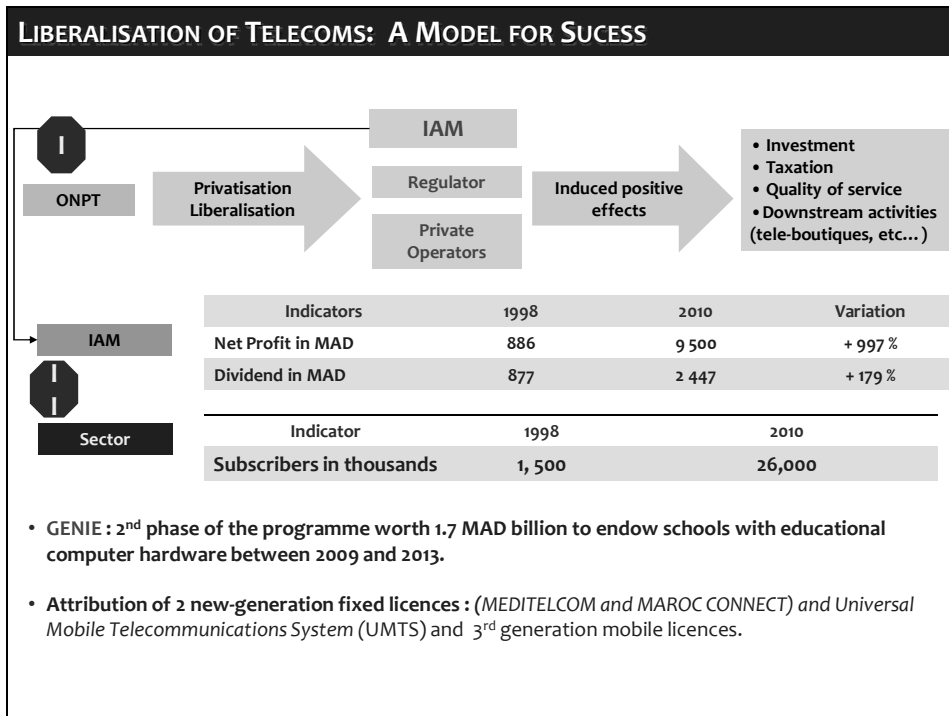 LIBERALISATION OF TELECOMS: A MODEL FOR SUCESS
I
ONPT
Privatisation
Liberalisation
IAM
Regulator
Private
Operators
Induced positive
effects
• Investment
• Taxation
• Quality of service
• Downstream activities
(tele-boutiques, etc…)
IAM
Indicators 1998 2010 Variation
Net Profit in MAD 886 9 500 + 997 %
Dividend in MAD 877 2 447 + 179 %
I
I
Sector
Indicator 1998 2010
Subscribers in thousands 1, 500 26,000
• GENIE : 2nd phase of the programme worth 1.7 MAD billion to endow schools with educational
computer hardware between 2009 and 2013.
• Attribution of 2 new-generation fixed licences : (MEDITELCOM and MAROC CONNECT) and Universal
Mobile Telecommunications System (UMTS) and 3rd generation mobile licences.